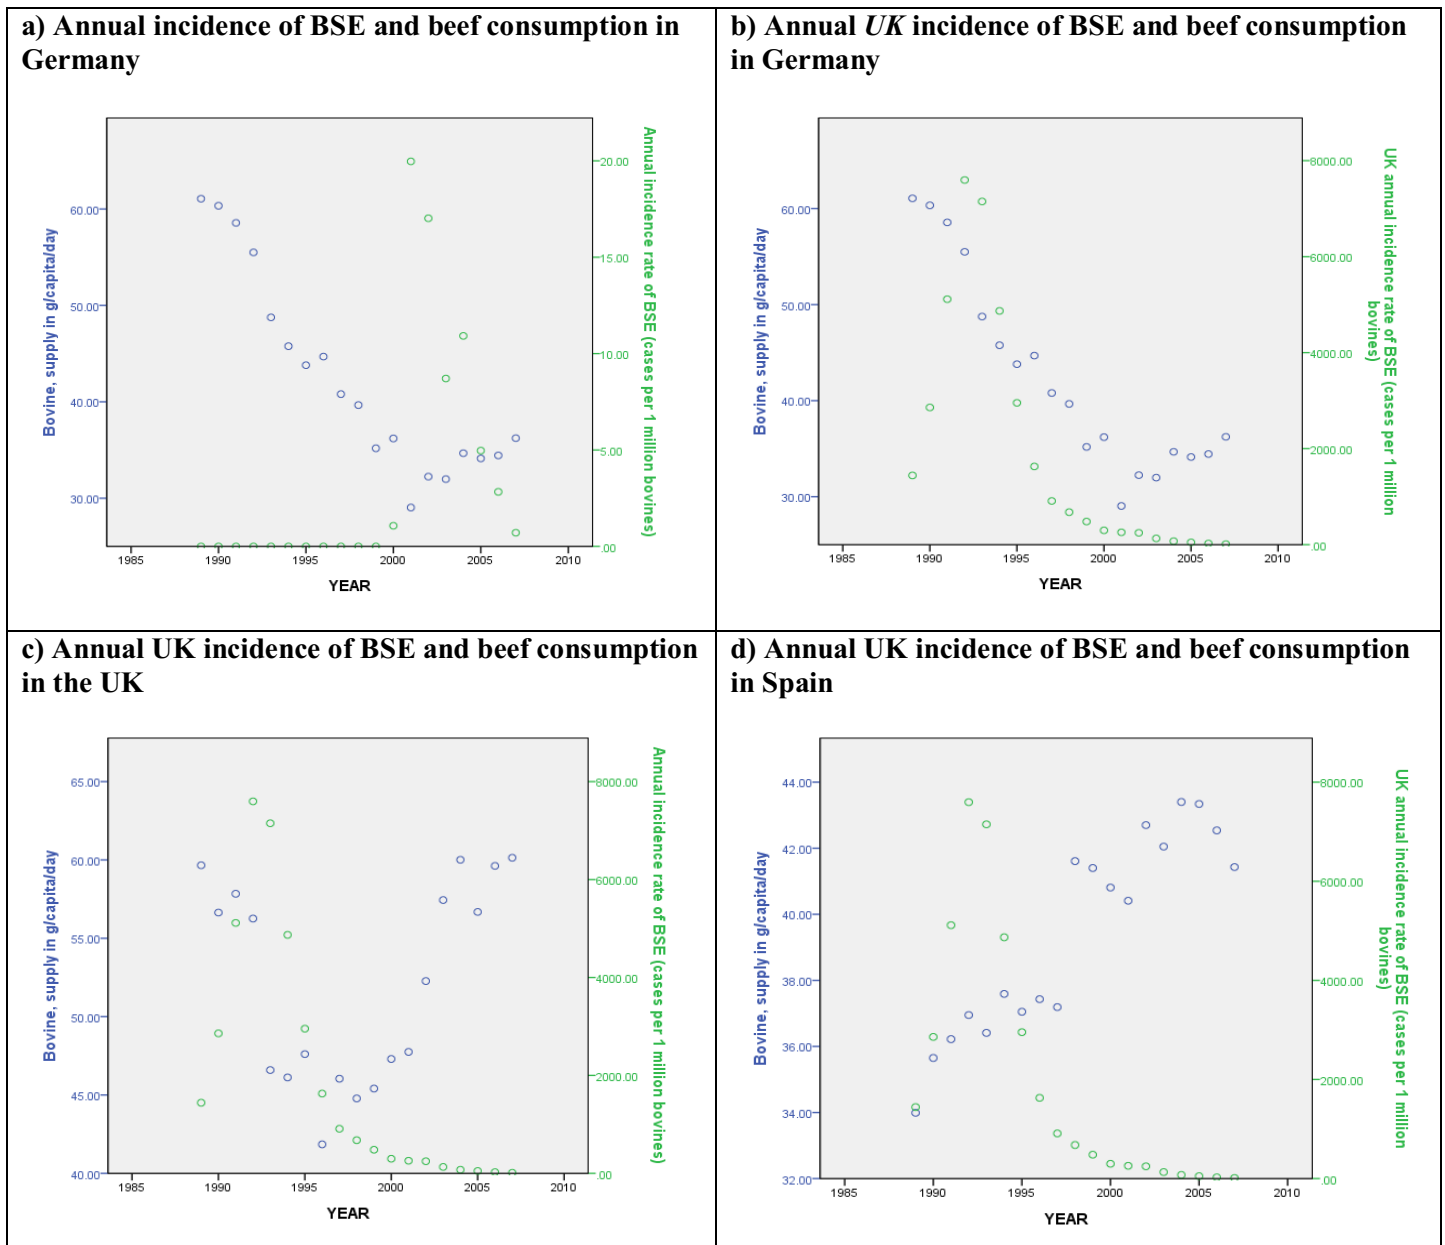 a) Annual incidence of BSE and beef consumption in
Germany
60.00
50.00
40.00
30.00
Bovine, supply in g/capita/day
20.00
15.00
10.00
5.00
.00
Annual incidence rate of BSE (cases per 1 million bovines)
1985 1990 1995 2000 2005 2010
YEAR
b) Annual UK incidence of BSE and beef consumption
in Germany
60.00
50.00
40.00
30.00
Bovine, supply in g/capita/day
8000.00
6000.00
4000.00
2000.00
.00
UK annual incidence rate of BSE (cases per 1 million
bovines)
1985 1990 1995 2000 2005 2010
YEAR
c) Annual UK incidence of BSE and beef consumption
in the UK
65.00
60.00
55.00
50.00
45.00
40.00
Bovine, supply in g/capita/day
8000.00
6000.00
4000.00
2000.00
.00
Annual incidence rate of BSE (cases per 1 million bovines)
1985 1990 1995 2000 2005 2010
YEAR
d) Annual UK incidence of BSE and beef consumption
in Spain
44.00
42.00
40.00
38.00
36.00
34.00
32.00
Bovine, supply in g/capita/day
8000.00
6000.00
4000.00
2000.00
.00
UK annual incidence rate of BSE (cases per 1 million
bovines)
1985 1990 1995 2000 2005 2010
YEAR